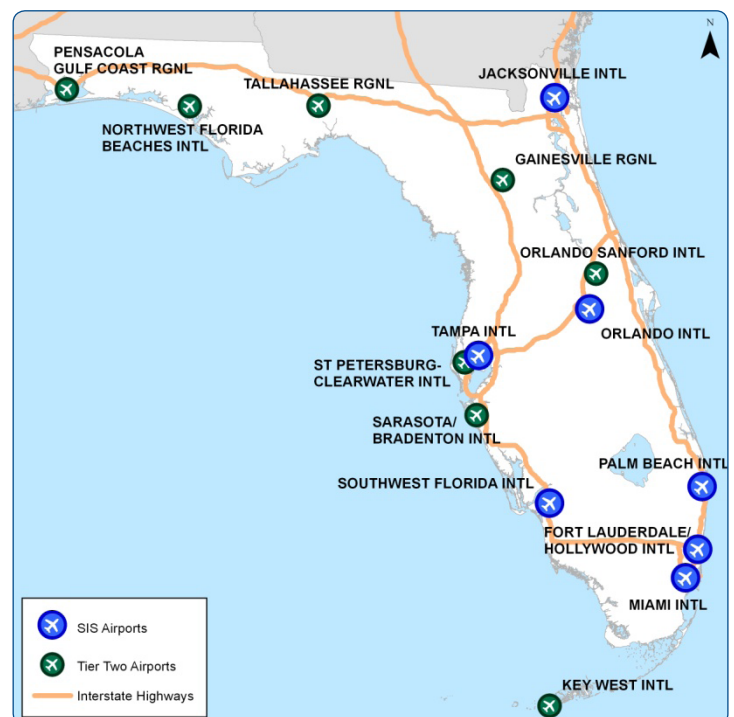 N
PENSACOLA
GULF COAST RGNL
TALLAHASSEE RGNL
JACKSONVILLE INTL
NORTHWEST FLORIDA
BEACHES INTL
GAINESVILLE RGNL
ORLANDO SANFORD INTL
TAMPA INTL
ORLANDO INTL
ST PETERSBURG-
CLEARWATER INTL
SARASOTA/
BRADENTON INTL
PALM BEACH INTL
SOUTHWEST FLORIDA INTL
FORT LAUDERDALE/
HOLLYWOOD INTL
MIAMI INTL
KEY WEST INTL
SIS Airports
Tier Two Airports
Interstate Highways